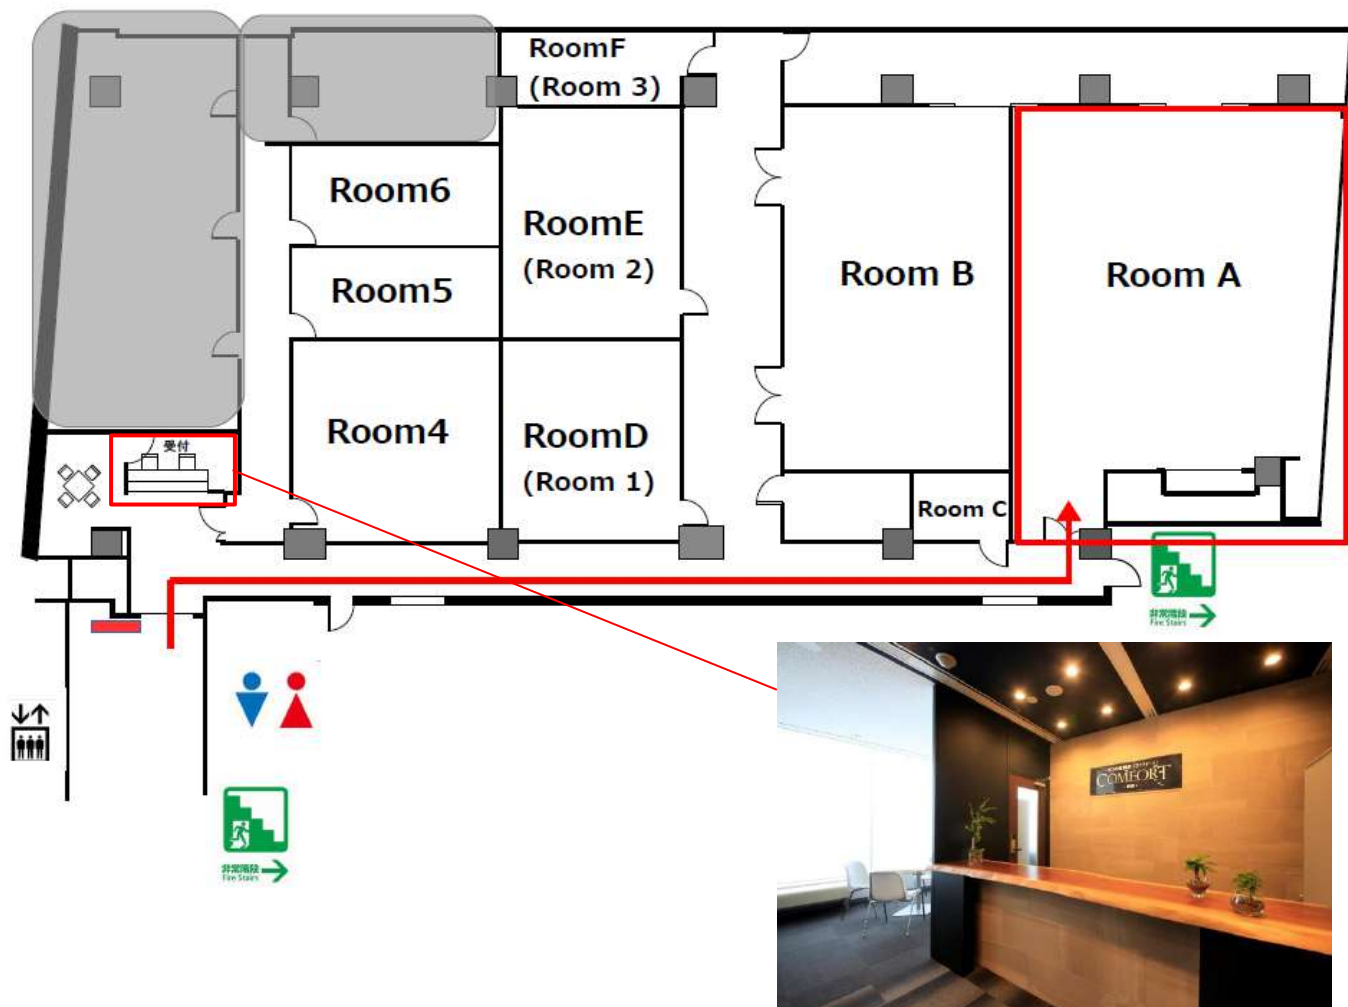 RoomF
(Room 3)
Room6
RoomE
(Room 2)
Room5
Room B
Room A
Room4
RoomD
(Room 1)
受付
Room C
非常階段
Fire Stairs
非常階段
Fire Stairs
COMFORT